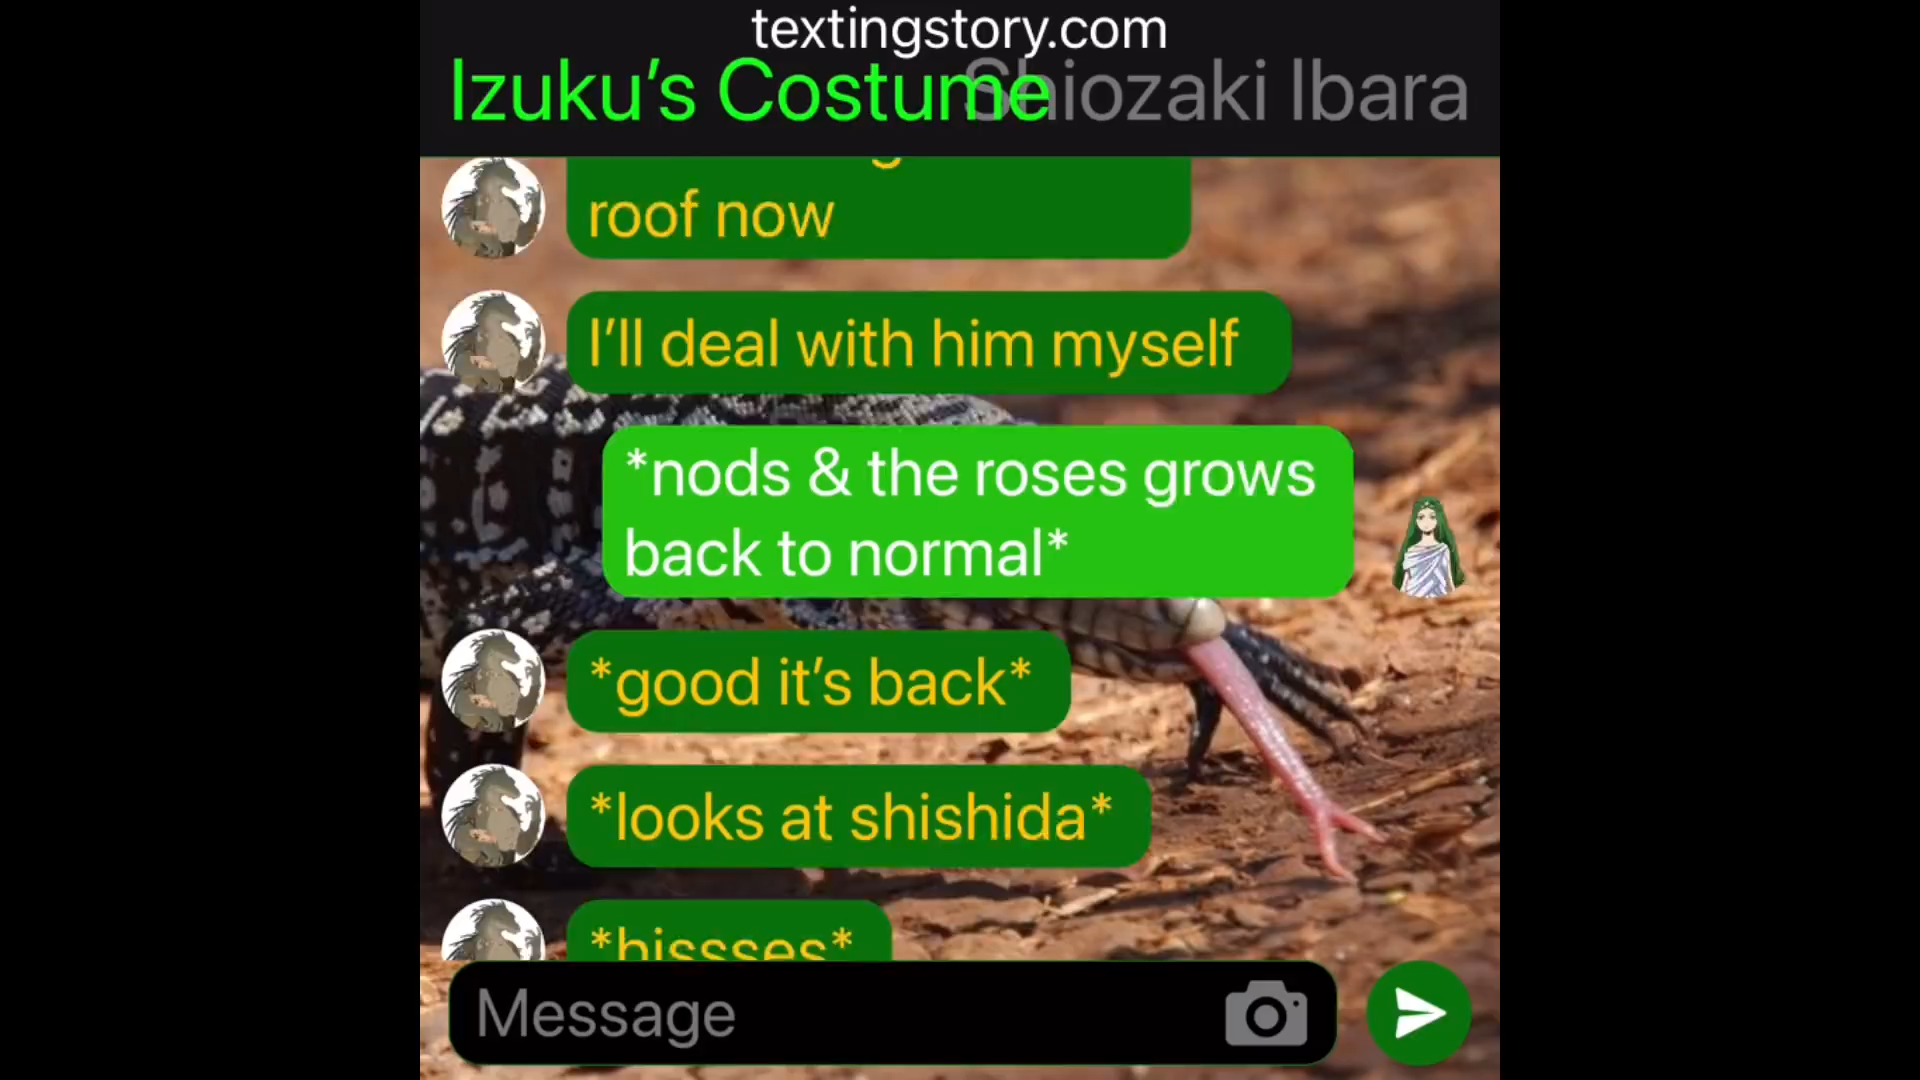 textingstory.com
Izuku's Costume
Shiozaki Ibara
roof now
I'll deal with him myself
*nods & the roses grows
back to normal*
*good it's back*
*looks at shishida*
*hissses*
Message